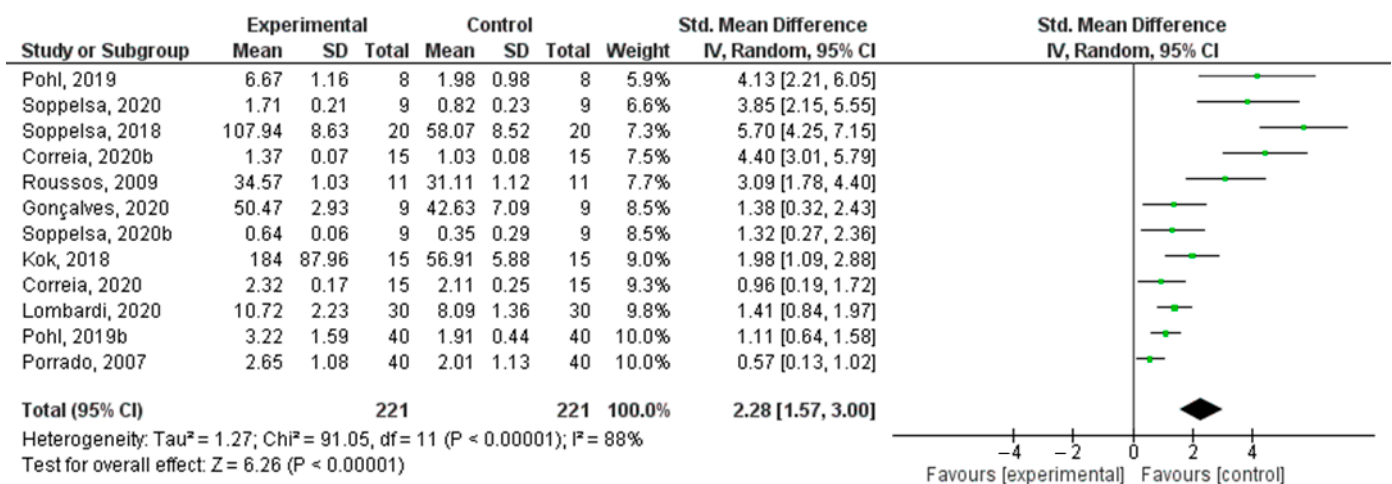 Experimental Control Std. Mean Difference Std. Mean Difference
Study or Subgroup Mean SD Total Mean SD Total Weight IV, Random, 95% CI IV, Random, 95% CI
Pohl, 2019 6.67 1.16 8 1.98 0.98 8 5.9% 4.13 [2.21, 6.05]
Soppelsa, 2020 1.71 0.21 9 0.82 0.23 9 6.6% 3.85 [2.15, 5.55]
Soppelsa, 2018 107.94 8.63 20 58.07 8.52 20 7.3% 5.70 [4.25, 7.15]
Correia, 2020b 1.37 0.07 15 1.03 0.08 15 7.5% 4.40 [3.01, 5.79]
Roussos, 2009 34.57 1.03 11 31.11 1.12 11 7.7% 3.09 [1.78, 4.40]
Gonçalves, 2020 50.47 2.93 9 42.63 7.09 9 8.5% 1.38 [0.32, 2.43]
Soppelsa, 2020b 0.64 0.06 9 0.35 0.29 9 8.5% 1.32 [0.27, 2.36]
Kok, 2018 184 87.96 15 56.91 5.88 15 9.0% 1.98 [1.09, 2.88]
Correia, 2020 2.32 0.17 15 2.11 0.25 15 9.3% 0.96 [0.19, 1.72]
Lombardi, 2020 10.72 2.23 30 8.09 1.36 30 9.8% 1.41 [0.84, 1.97]
Pohl, 2019b 3.22 1.59 40 1.91 0.44 40 10.0% 1.11 [0.64, 1.58]
Porrado, 2007 2.65 1.08 40 2.01 1.13 40 10.0% 0.57 [0.13, 1.02]
Total (95% CI) 221 221 100.0% 2.28 [1.57, 3.00]
Heterogeneity: Tau² = 1.27; Chi² = 91.05, df = 11 (P < 0.00001); I² = 88%
Test for overall effect: Z = 6.26 (P < 0.00001)
-4 -2 0 2 4
Favours [experimental] Favours [control]